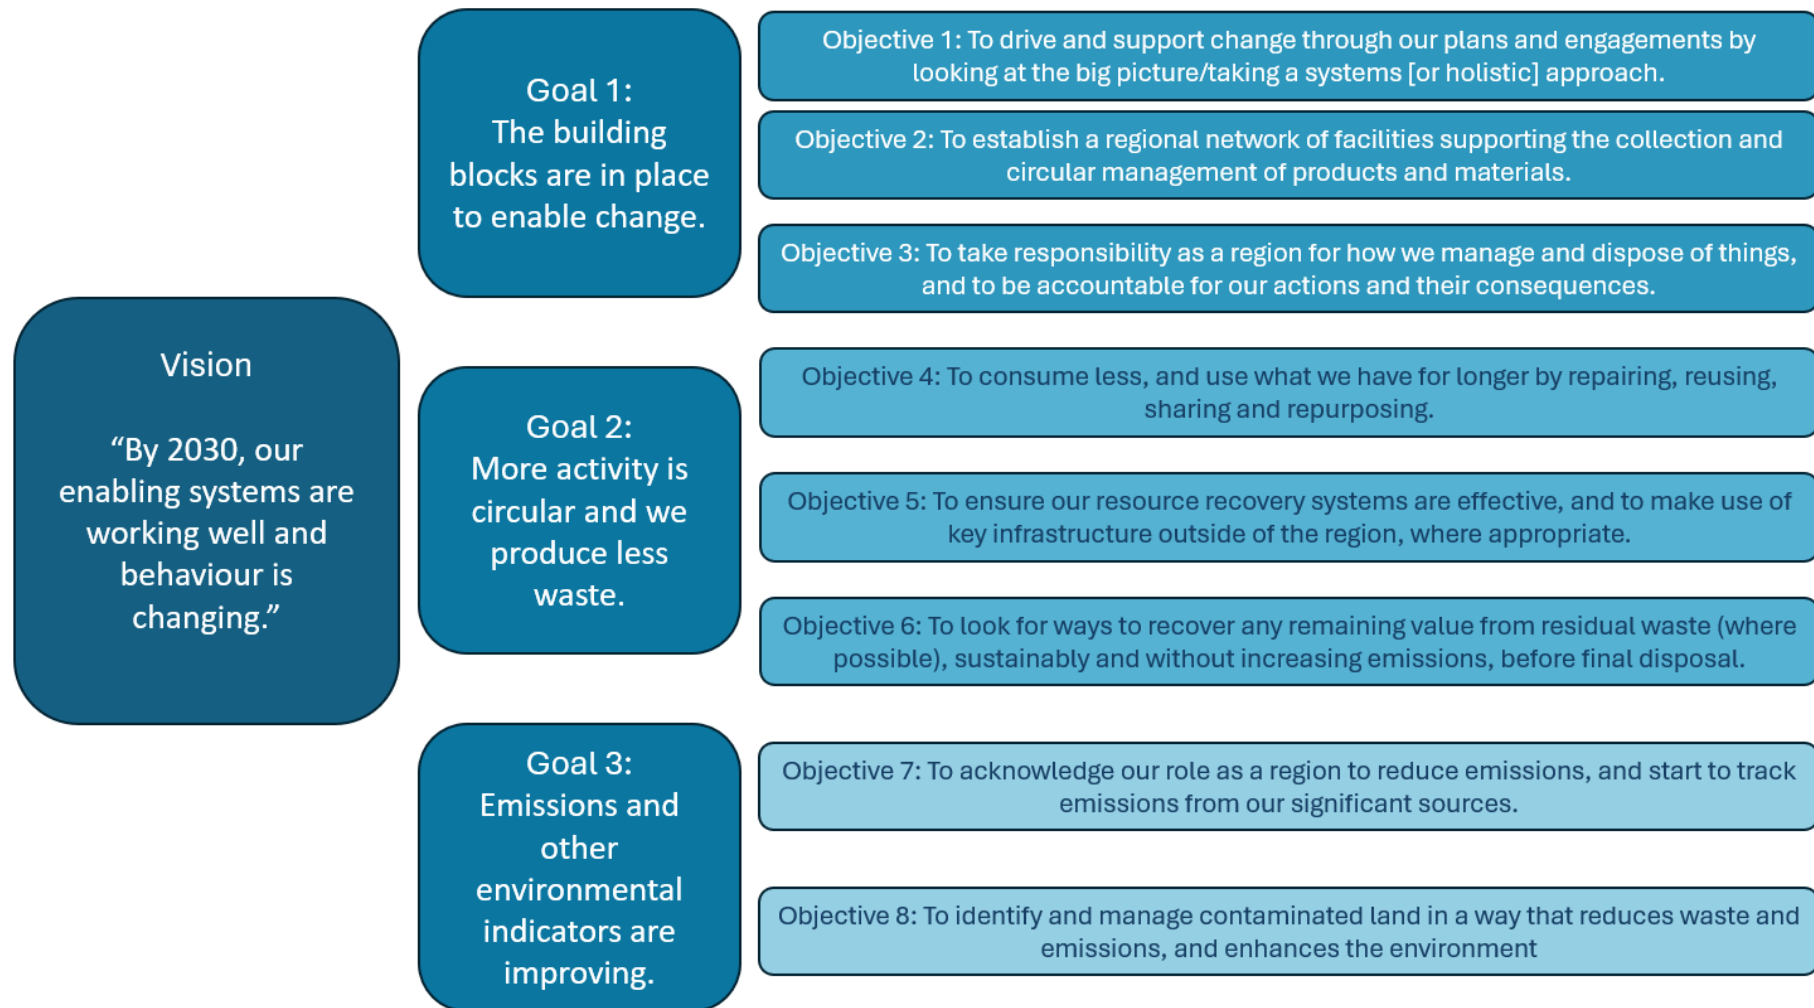 Vision
“By 2030, our
enabling systems are
working well and
behaviour is
changing.”
Goal 1:
The building
blocks are in place
to enable change.
Objective 1: To drive and support change through our plans and engagements by
looking at the big picture/taking a systems [or holistic] approach.
Objective 2: To establish a regional network of facilities supporting the collection and
circular management of products and materials.
Objective 3: To take responsibility as a region for how we manage and dispose of things,
and to be accountable for our actions and their consequences.
Goal 2:
More activity is
circular and we
produce less
waste.
Objective 4: To consume less, and use what we have for longer by repairing, reusing,
sharing and repurposing.
Objective 5: To ensure our resource recovery systems are effective, and to make use of
key infrastructure outside of the region, where appropriate.
Objective 6: To look for ways to recover any remaining value from residual waste (where
possible), sustainably and without increasing emissions, before final disposal.
Goal 3:
Emissions and
other
environmental
indicators are
improving.
Objective 7: To acknowledge our role as a region to reduce emissions, and start to track
emissions from our significant sources.
Objective 8: To identify and manage contaminated land in a way that reduces waste and
emissions, and enhances the environment